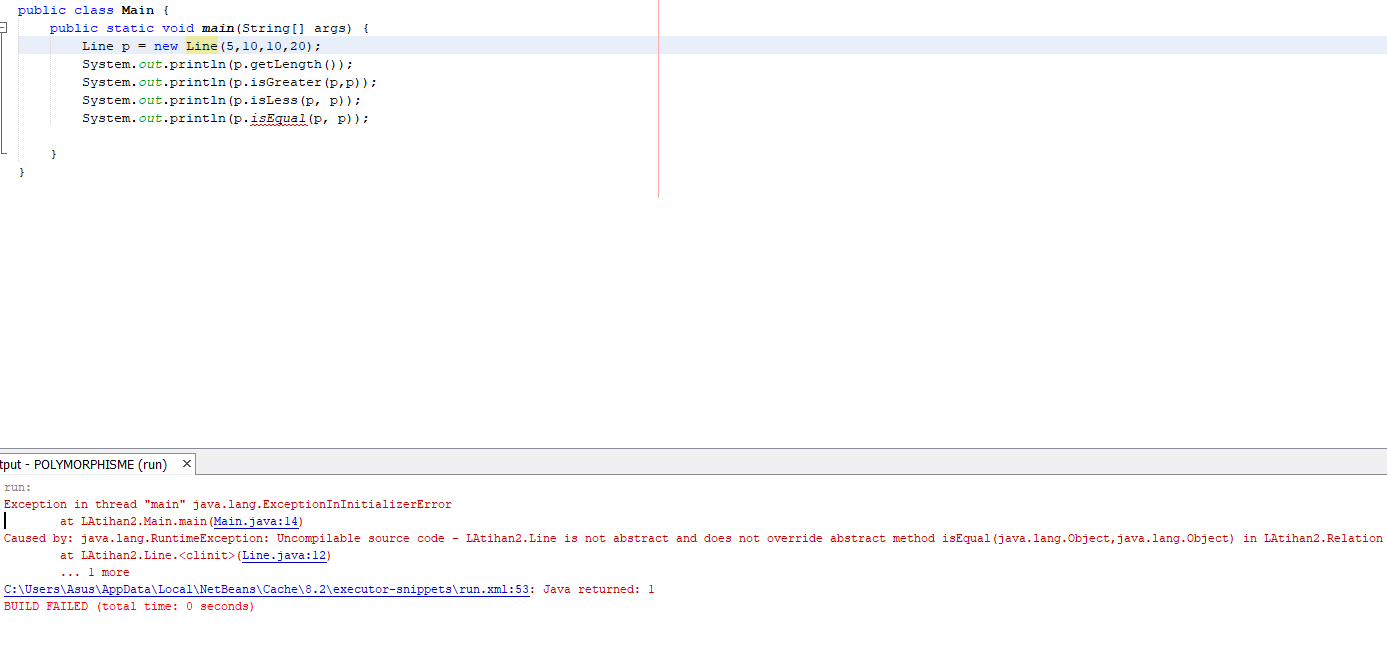 public class Main {
public static void main(String[] args) {
Line p = new Line(5,10,10,20);
System.out.println(p.getLength());
System.out.println(p.isGreater(p,p));
System.out.println(p.isLess(p, p));
System.out.println(p.isEqual(p, p));
}
}
tput - POLYMORPHISME (run) ×
run:
Exception in thread "main" java.lang.ExceptionInInitializerError
at LAtihan2.Main.main(Main.java:14)
Caused by: java.lang.RuntimeException: Uncompilable source code - LAtihan2.Line is not abstract and does not override abstract method isEqual(java.lang.Object,java.lang.Object) in LAtihan2.Relation
at LAtihan2.Line.<clinit>(Line.java:12)
... 1 more
C:\Users\Asus\AppData\Local\NetBeans\Cache\8.2\executor-snippets\run.xml:53: Java returned: 1
BUILD FAILED (total time: 0 seconds)